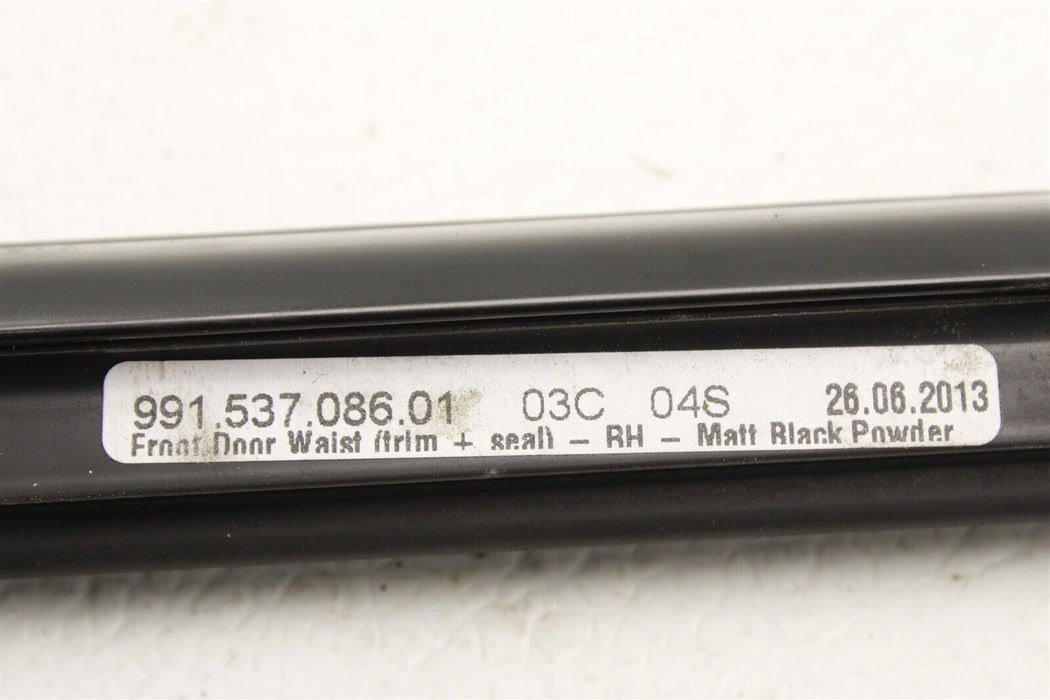 991.537.086.01 03C 04S 26.06.2013
Front Door Waist (trim + seal) - RH - Matt Black Powder